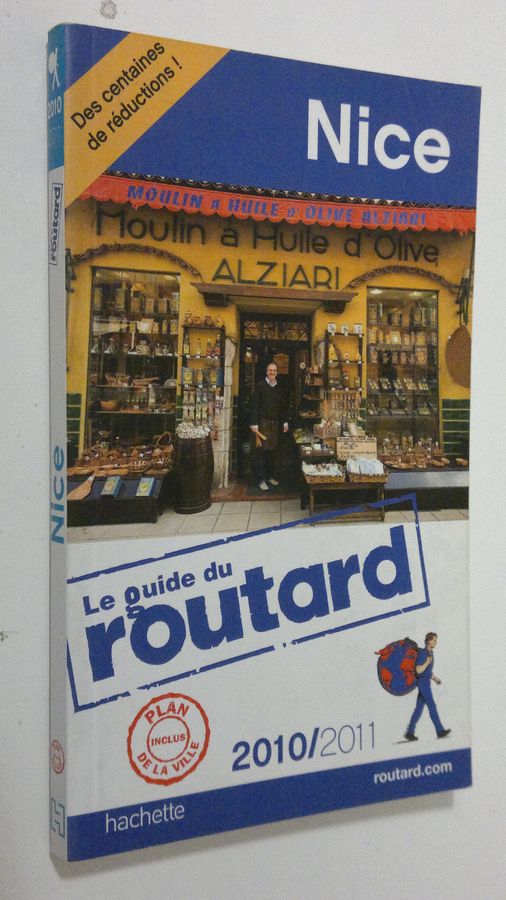 Des centaines
de réductions !
Nice
MOULIN A HUILE D'OLIVE ALZIARI
Moulin à Huile d'Olive
ALZIARI
Le guide du
routard
PLAN
INCLUS
DE LA VILLE
2010/2011
routard.com
hachette
2010
2011
routard
Nice